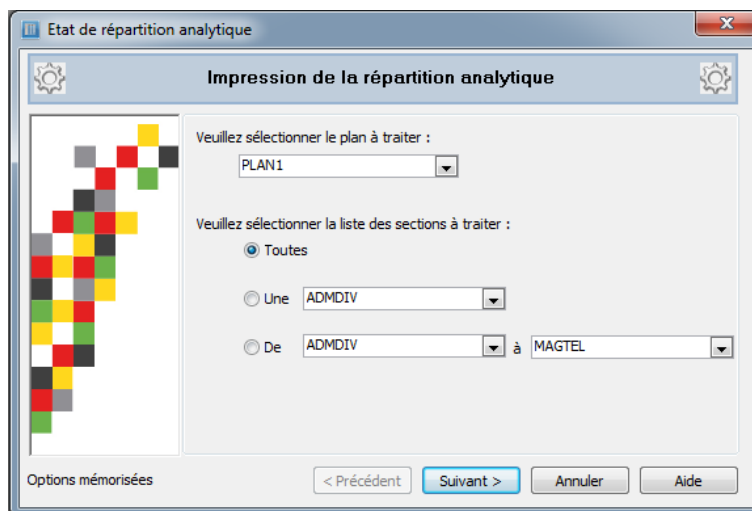 Etat de répartition analytique
Impression de la répartition analytique
Veuillez sélectionner le plan à traiter :
PLAN1
Veuillez sélectionner la liste des sections à traiter :
Toutes
Une ADMDIV
De ADMDIV à MAGTEL
Options mémorisées < Précédent Suivant > Annuler Aide